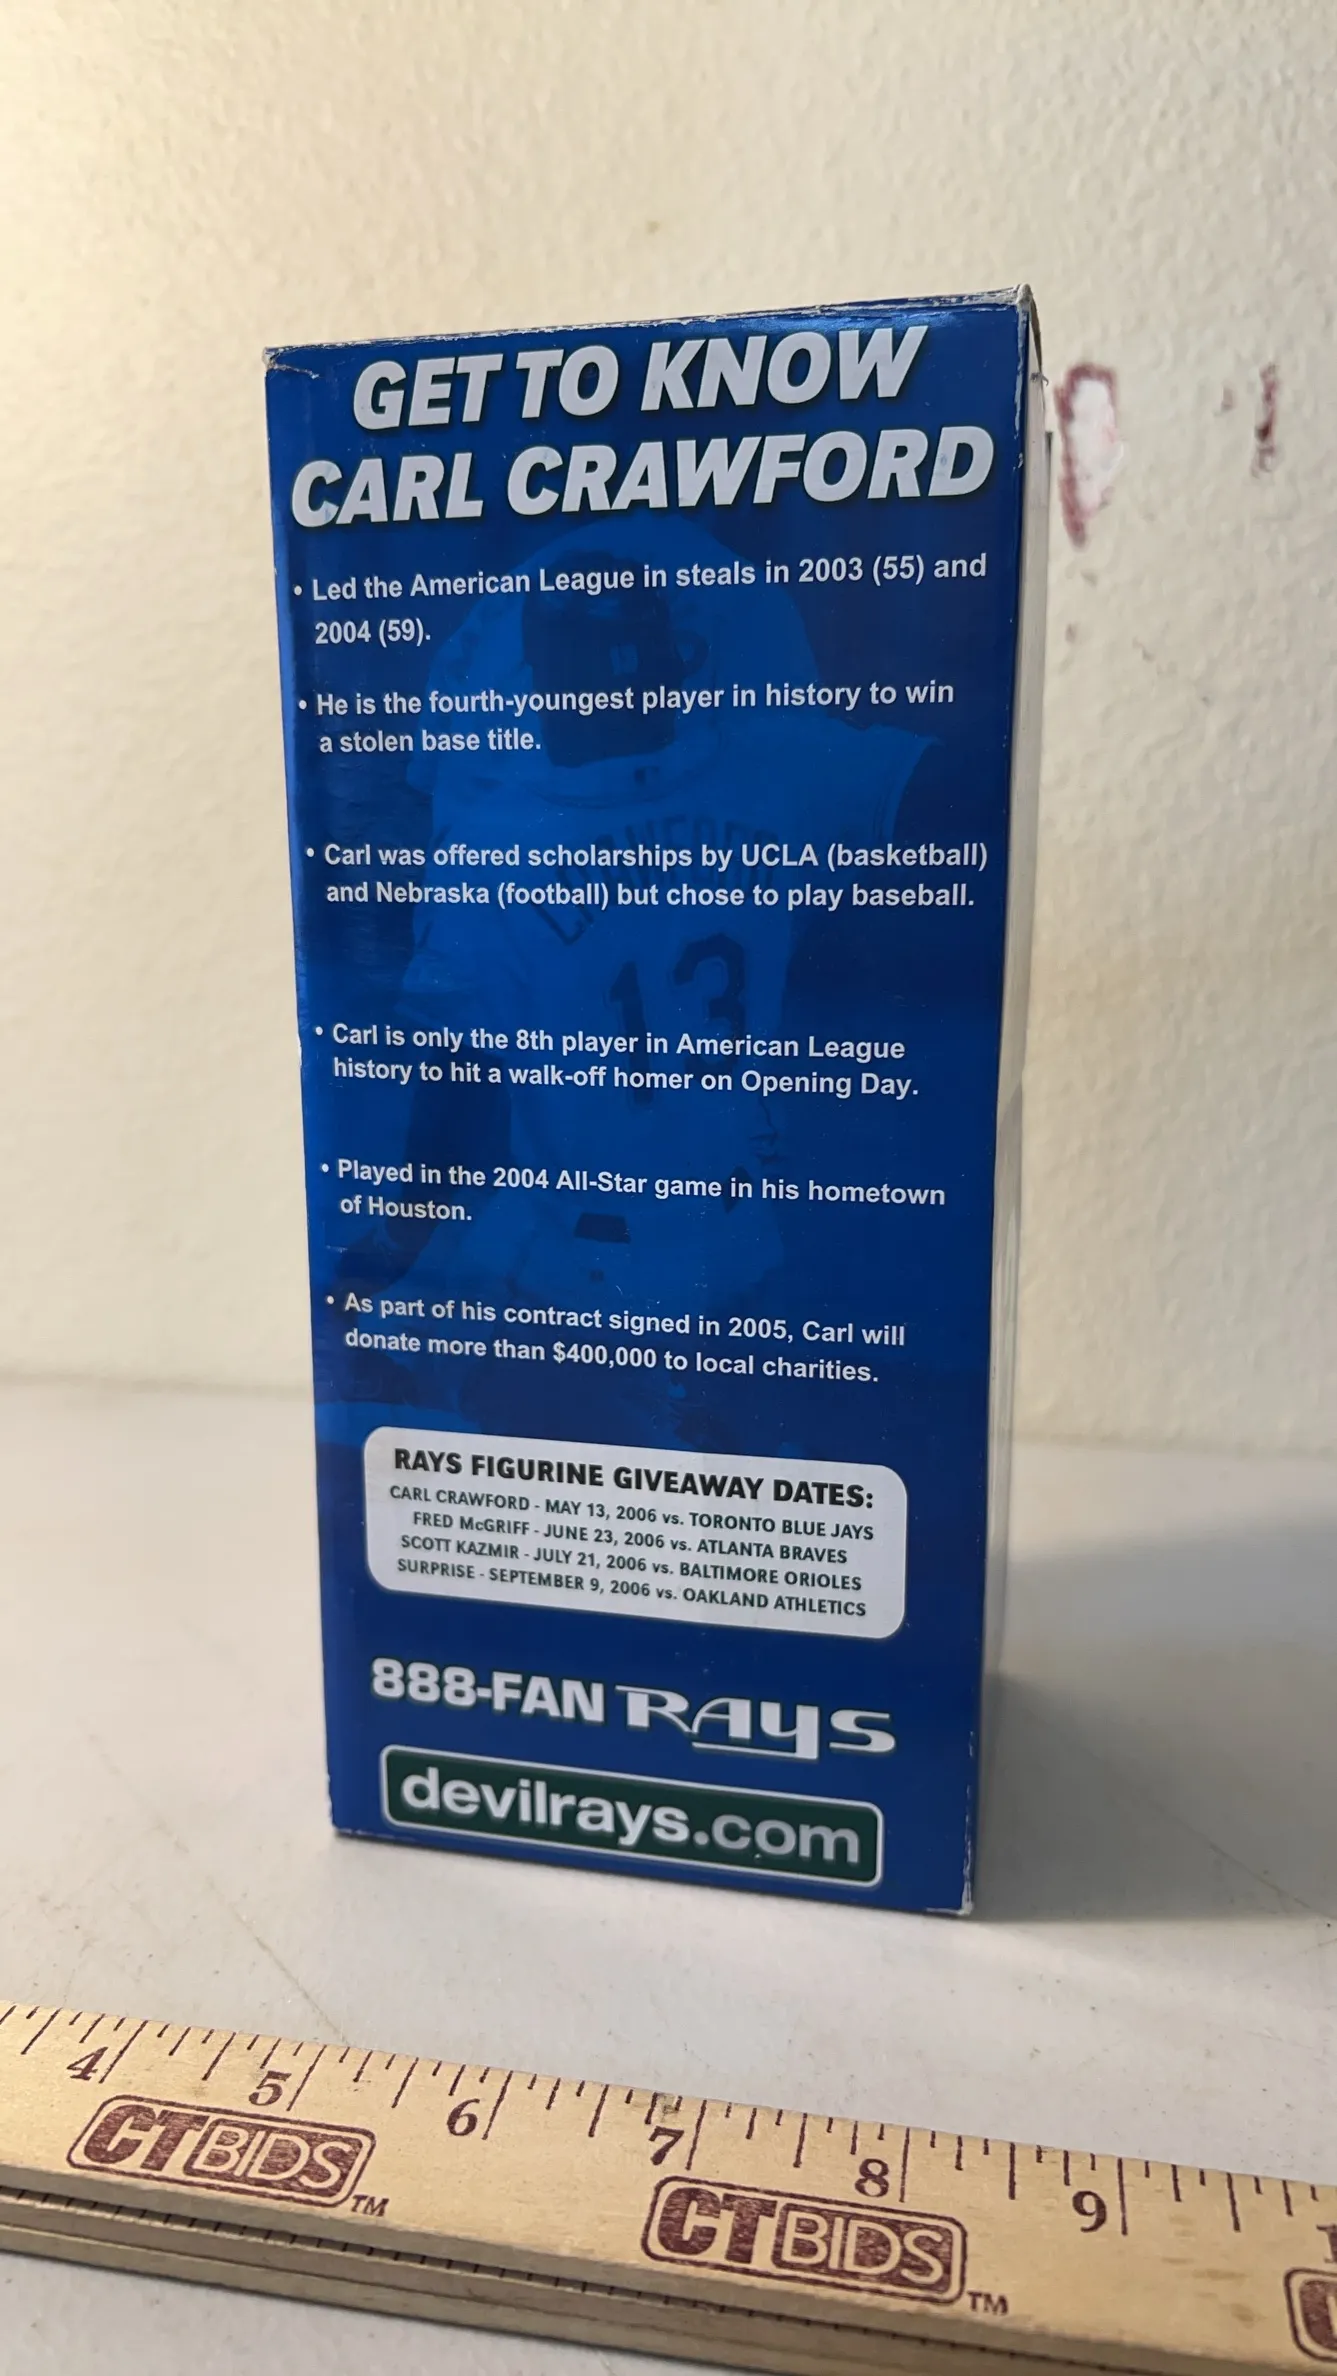 GET TO KNOW
CARL CRAWFORD
• Led the American League in steals in 2003 (55) and
2004 (59).
• He is the fourth-youngest player in history to win
a stolen base title.
• Carl was offered scholarships by UCLA (basketball)
and Nebraska (football) but chose to play baseball.
• Carl is only the 8th player in American League
history to hit a walk-off homer on Opening Day.
• Played in the 2004 All-Star game in his hometown
of Houston.
• As part of his contract signed in 2005, Carl will
donate more than $400,000 to local charities.
CRAWFORD
13
RAYS FIGURINE GIVEAWAY DATES:
CARL CRAWFORD - MAY 13, 2006 vs. TORONTO BLUE JAYS
FRED McGRIFF - JUNE 23, 2006 vs. ATLANTA BRAVES
SCOTT KAZMIR - JULY 21, 2006 vs. BALTIMORE ORIOLES
SURPRISE - SEPTEMBER 9, 2006 vs. OAKLAND ATHLETICS
888-FAN RAYS
devilrays.com
4 5 6 7 8 9
CTBIDS™ CTBIDS™